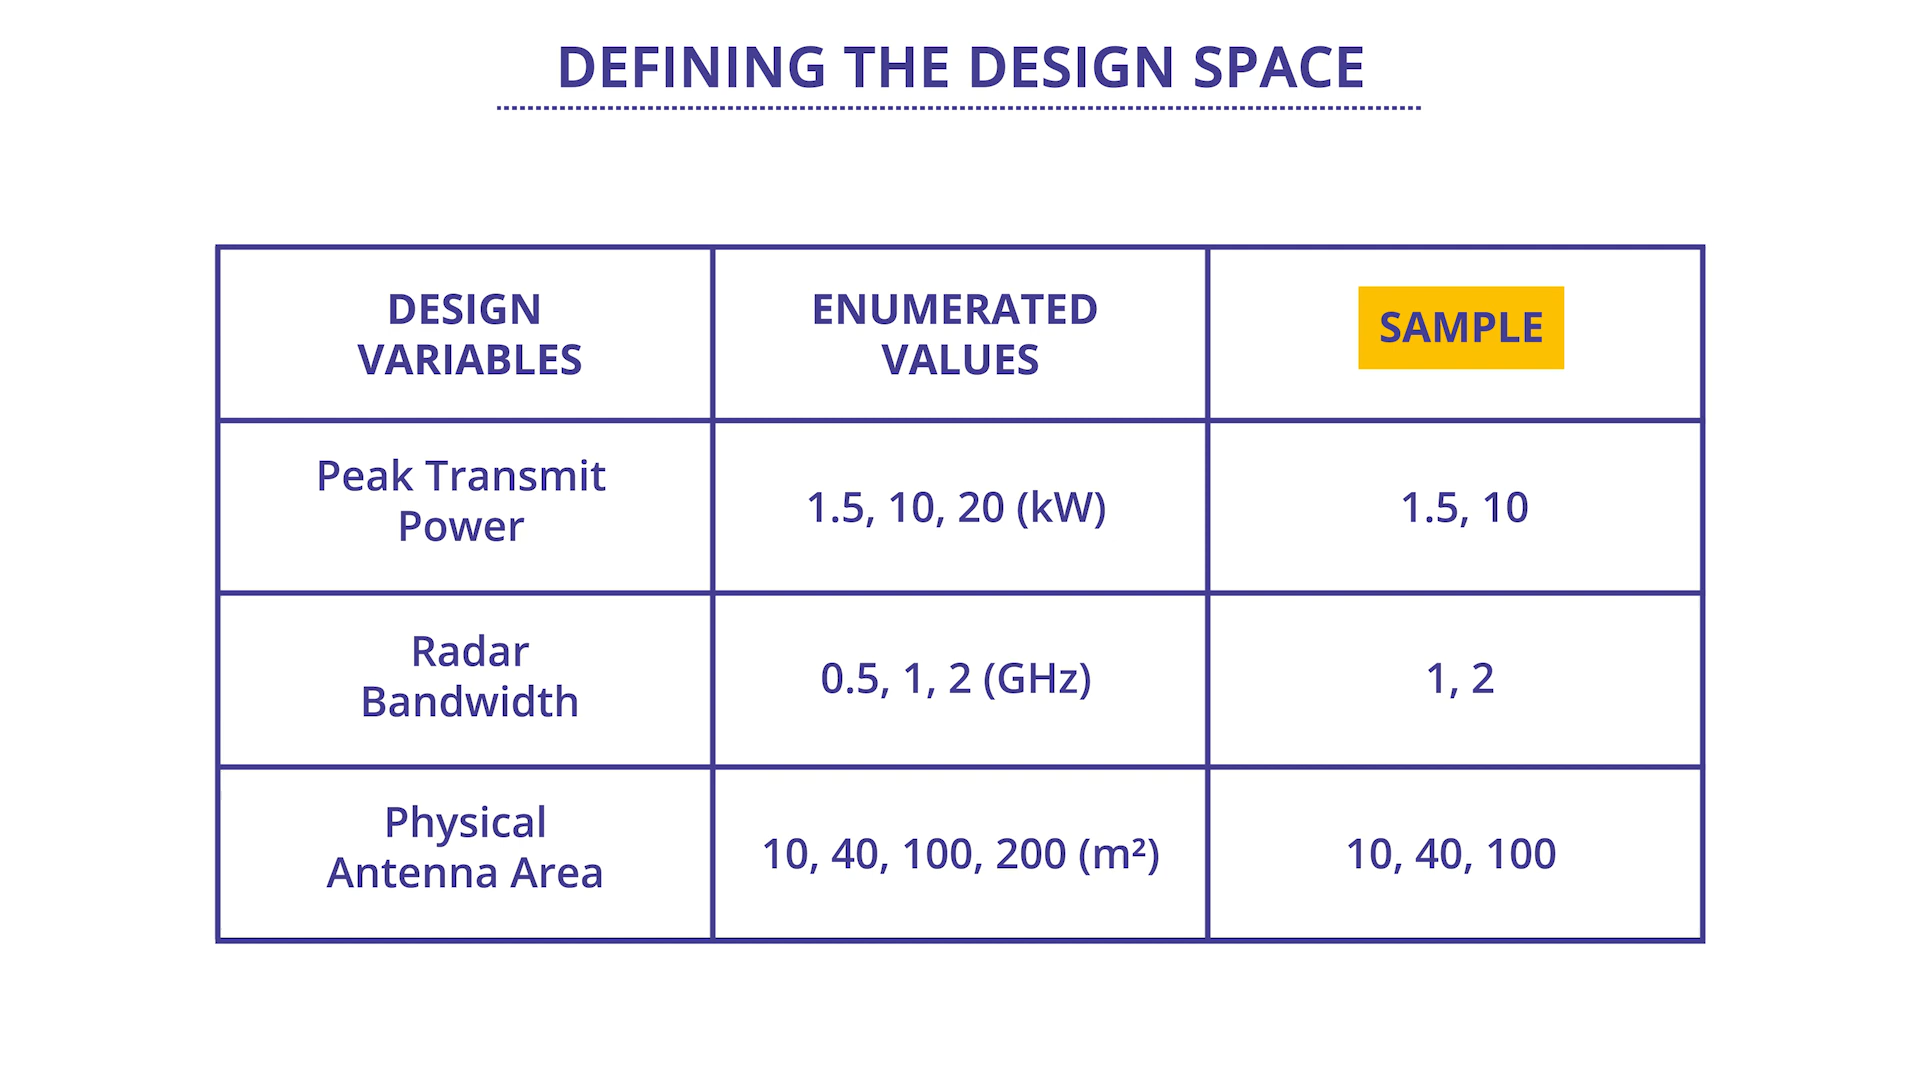 DEFINING THE DESIGN SPACE
DESIGN
VARIABLES
ENUMERATED
VALUES
SAMPLE
Peak Transmit
Power
1.5, 10, 20 (kW)
1.5, 10
Radar
Bandwidth
0.5, 1, 2 (GHz)
1, 2
Physical
Antenna Area
10, 40, 100, 200 (m²)
10, 40, 100